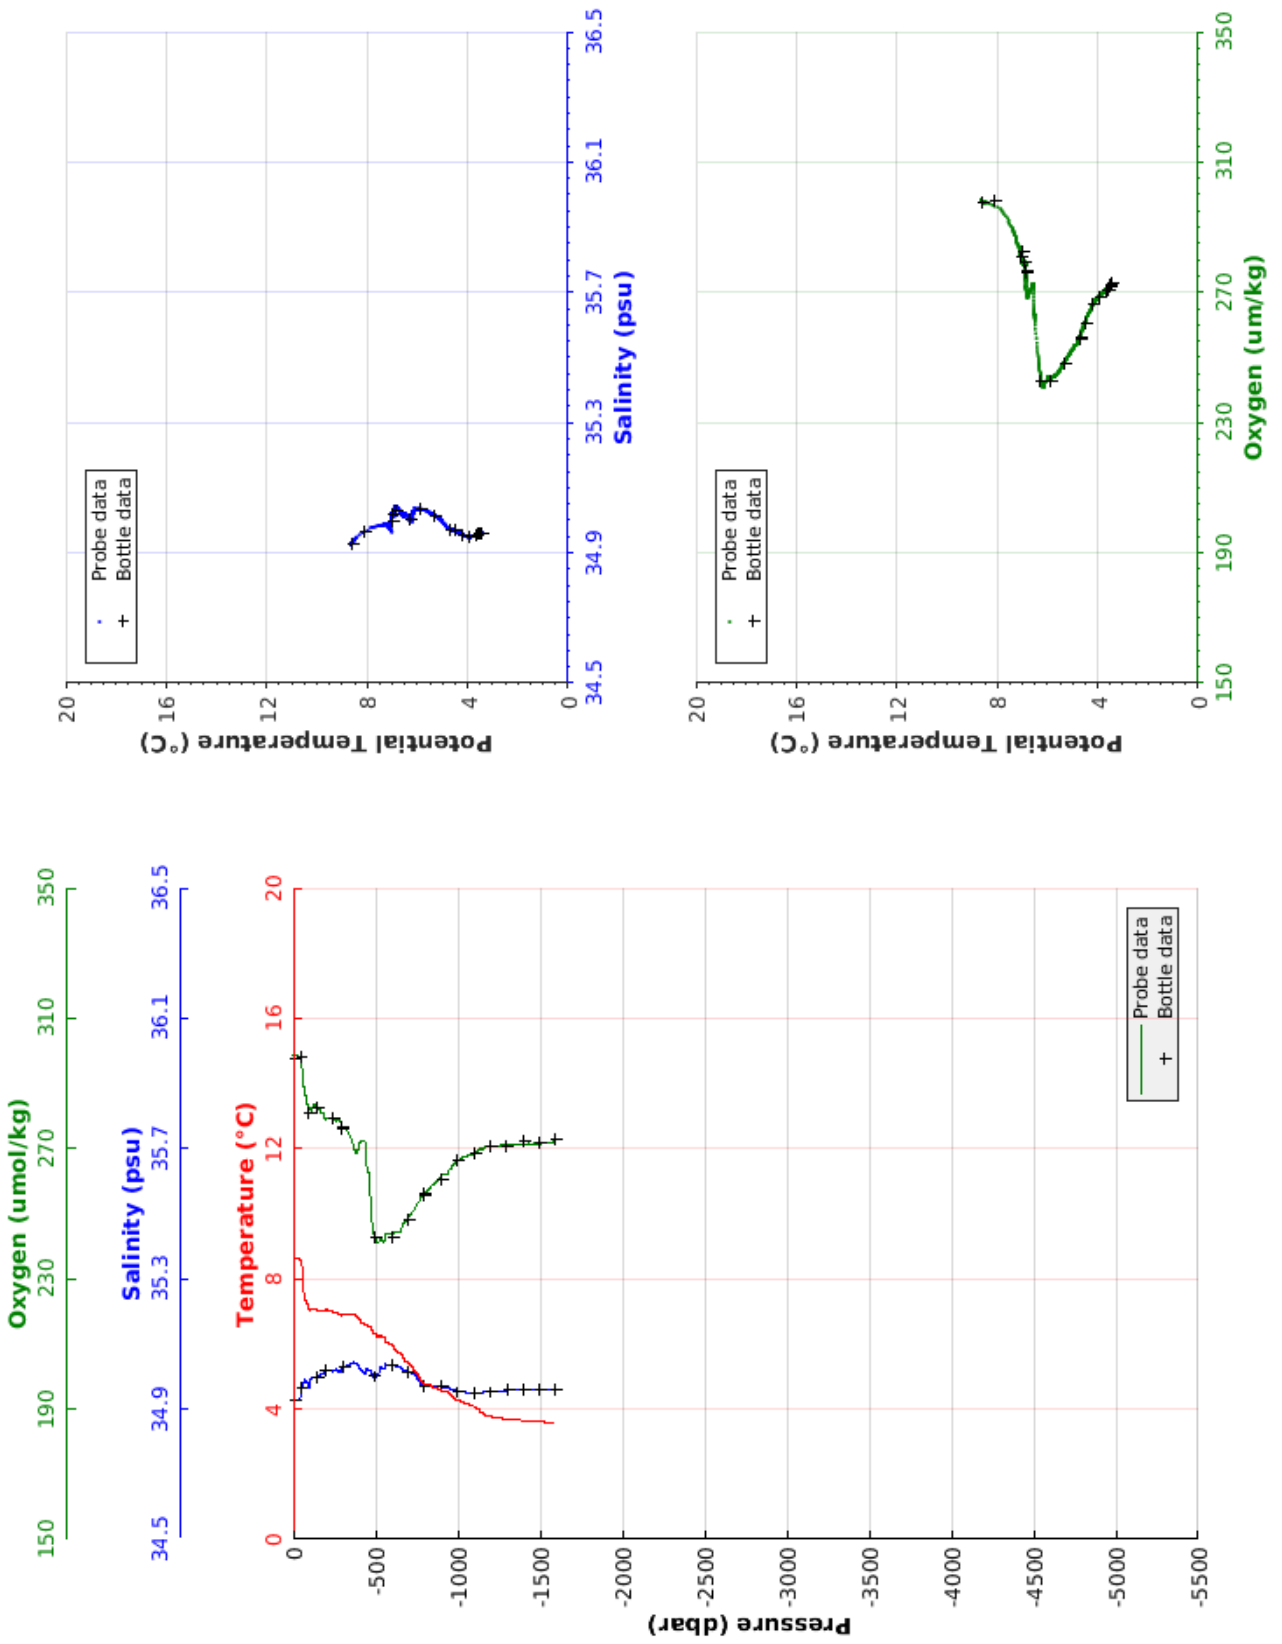 Oxygen (umol/kg)
150 190 230 270 310 350
Salinity (psu)
34.5 34.9 35.3 35.7 36.1 36.5
Temperature (°C)
0 4 8 12 16 20
Pressure (dbar)
0
-500
-1000
-1500
-2000
-2500
-3000
-3500
-4000
-4500
-5000
-5500
Probe data
Bottle data
Potential Temperature (°C)
20
16
12
8
4
0
Probe data
Bottle data
34.5 34.9 35.3 35.7 36.1 36.5
Salinity (psu)
Potential Temperature (°C)
20
16
12
8
4
0
Probe data
Bottle data
150 190 230 270 310 350
Oxygen (um/kg)